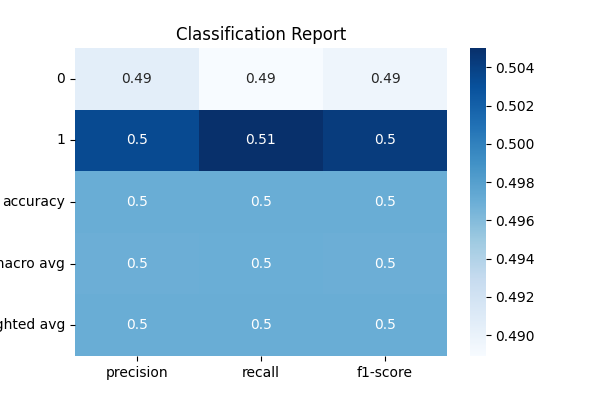 Classification Report
0 0.49 0.49 0.49
1 0.5 0.51 0.5
accuracy 0.5 0.5 0.5
acro avg 0.5 0.5 0.5
ghted avg 0.5 0.5 0.5
precision recall f1-score
0.504
0.502
0.500
0.498
0.496
0.494
0.492
0.490